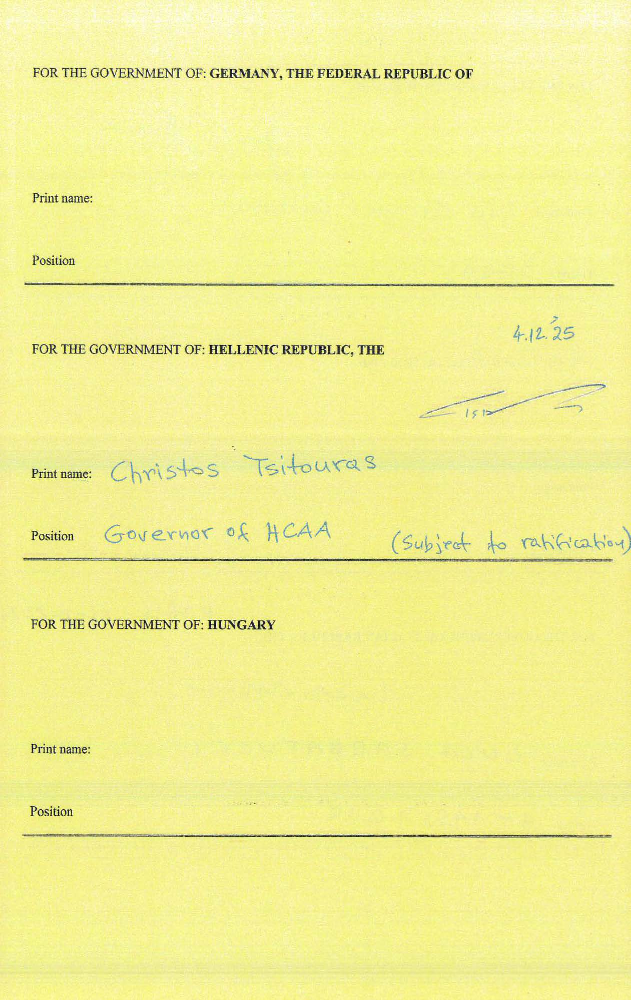 FOR THE GOVERNMENT OF: GERMANY, THE FEDERAL REPUBLIC OF
Print name:
Position
4.12.'25
FOR THE GOVERNMENT OF: HELLENIC REPUBLIC, THE
Print name: Christos Tsitouras
Position Governor of HCAA (Subject to ratification)
FOR THE GOVERNMENT OF: HUNGARY
Print name:
Position